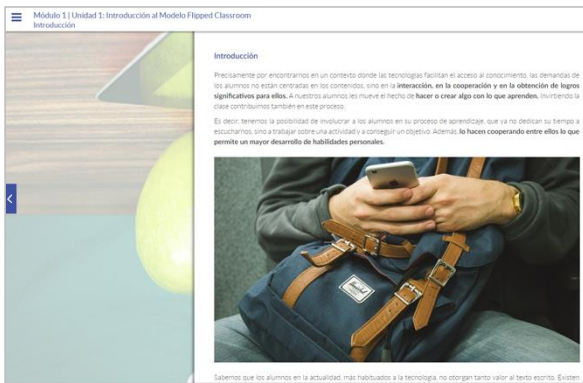 Módulo 1 | Unidad 1: Introducción al Modelo Flipped Classroom
Introducción
Introducción
Precisamente por encontrarnos en un contexto donde las tecnologías facilitan el acceso al conocimiento, las demandas de
los alumnos no están centradas en los contenidos, sino en la interacción, en la cooperación y en la obtención de logros
significativos para ellos. A nuestros alumnos les mueve el hecho de hacer o crear algo con lo que aprenden. Invirtiendo la
clase contribuimos también en este proceso.
Es decir, tenemos la posibilidad de involucrar a los alumnos en su proceso de aprendizaje, que ya no dedican su tiempo a
escucharnos, sino a trabajar sobre una actividad y a conseguir un objetivo. Además, lo hacen cooperando entre ellos lo que
permite un mayor desarrollo de habilidades personales.
Herschel
Sabemos que los alumnos en la actualidad, más habituados a la tecnología, no otorgan tanto valor al texto escrito. Existen